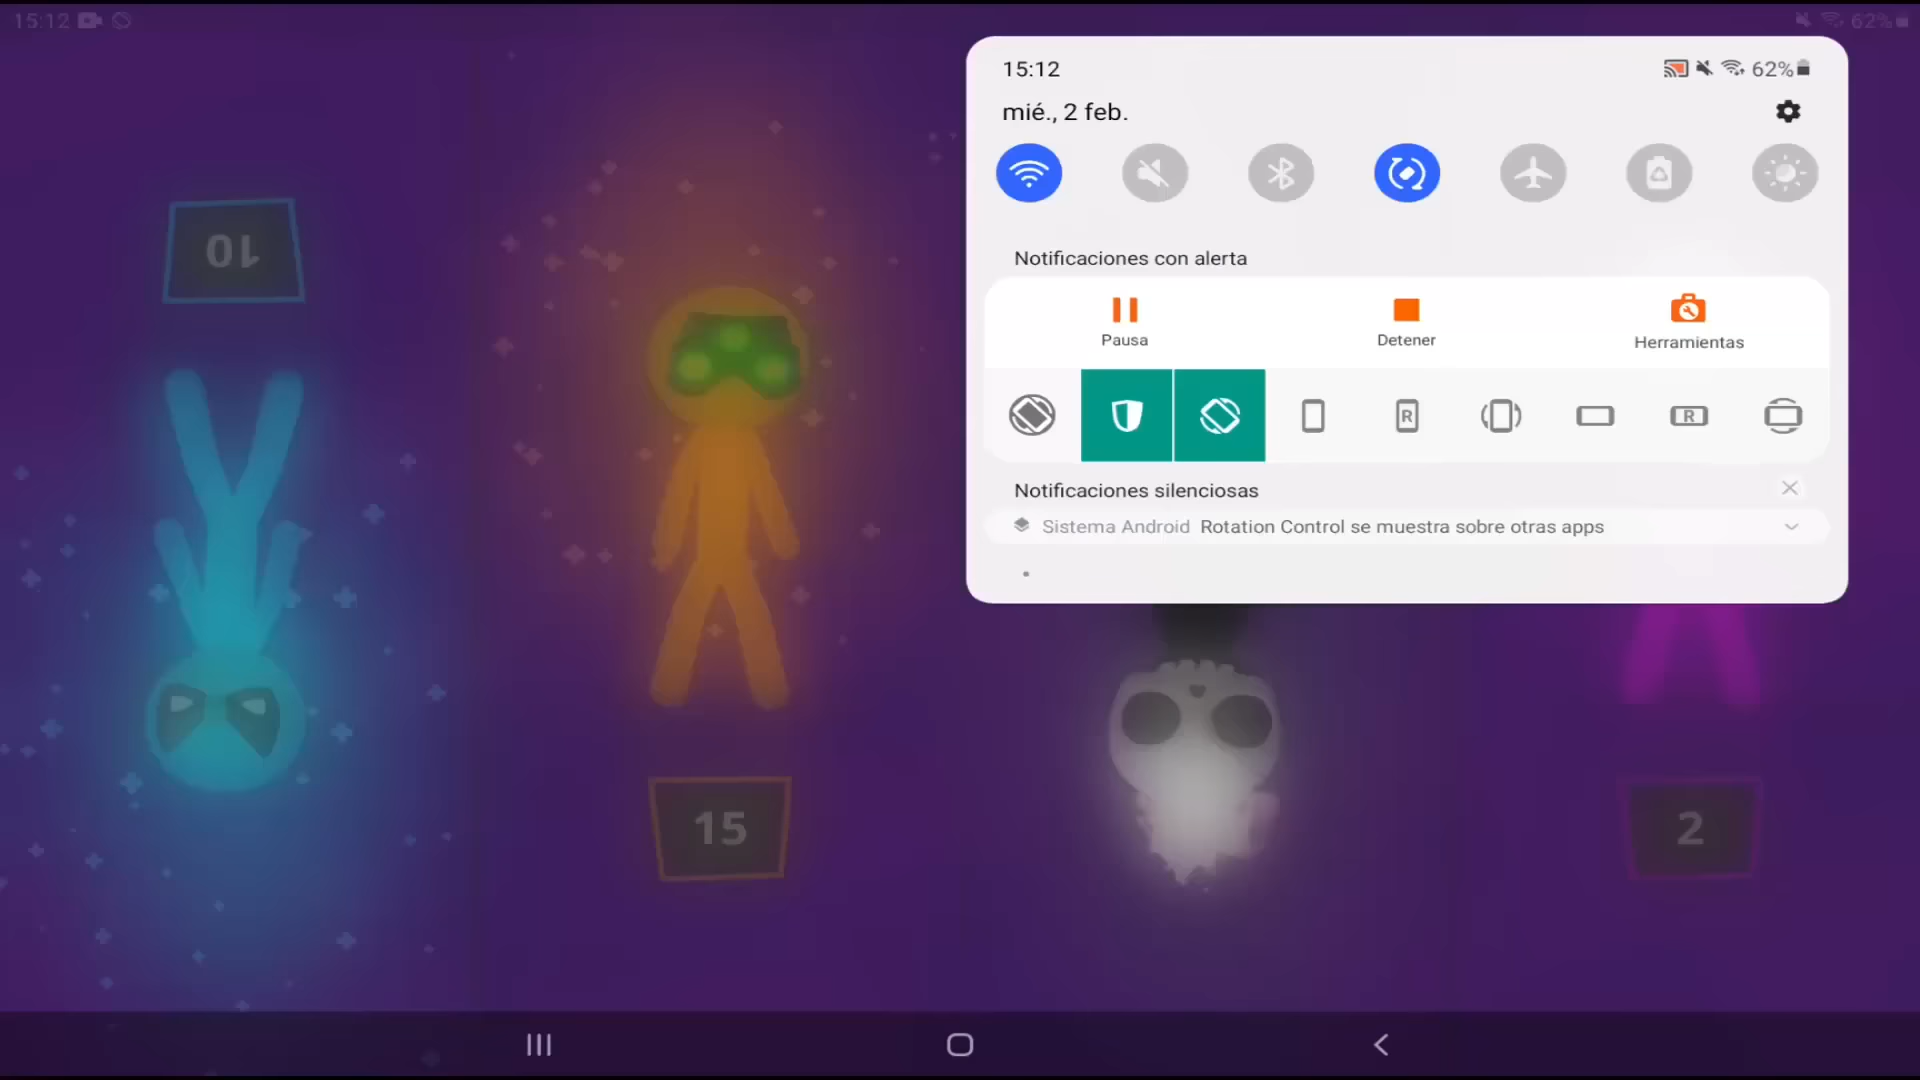 15:12
62%
15:12
62%
mié., 2 feb.
Notificaciones con alerta
Pausa
Detener
Herramientas
R
R
Notificaciones silenciosas
Sistema Android Rotation Control se muestra sobre otras apps
10
15
2